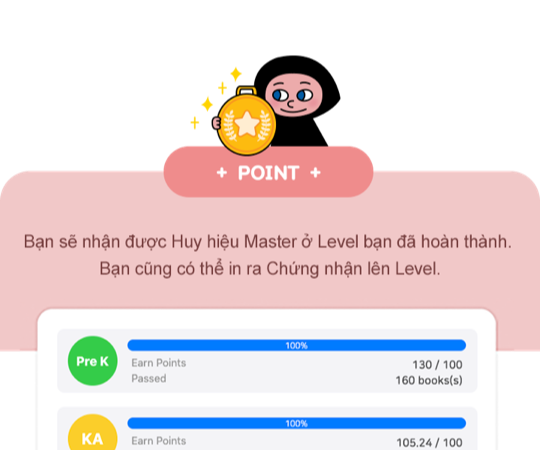 + POINT +
Bạn sẽ nhận được Huy hiệu Master ở Level bạn đã hoàn thành.
Bạn cũng có thể in ra Chứng nhận lên Level.
Pre K
100%
Earn Points 130 / 100
Passed 160 books(s)
KA
100%
Earn Points 105.24 / 100